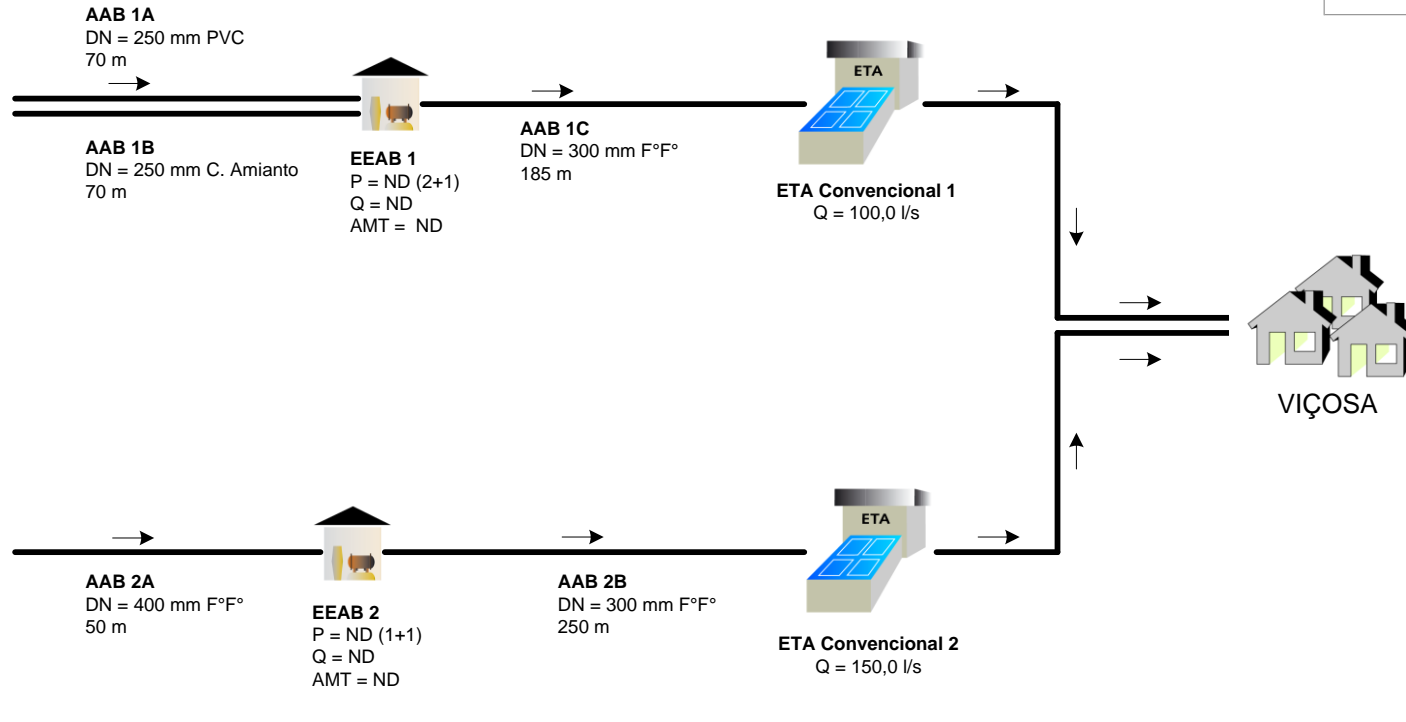 AAB 1A
DN = 250 mm PVC
70 m
AAB 1B
DN = 250 mm C. Amianto
70 m
EEAB 1
P = ND (2+1)
Q = ND
AMT = ND
AAB 1C
DN = 300 mm F°F°
185 m
ETA
ETA Convencional 1
Q = 100,0 l/s
VIÇOSA
AAB 2A
DN = 400 mm F°F°
50 m
EEAB 2
P = ND (1+1)
Q = ND
AMT = ND
AAB 2B
DN = 300 mm F°F°
250 m
ETA
ETA Convencional 2
Q = 150,0 l/s